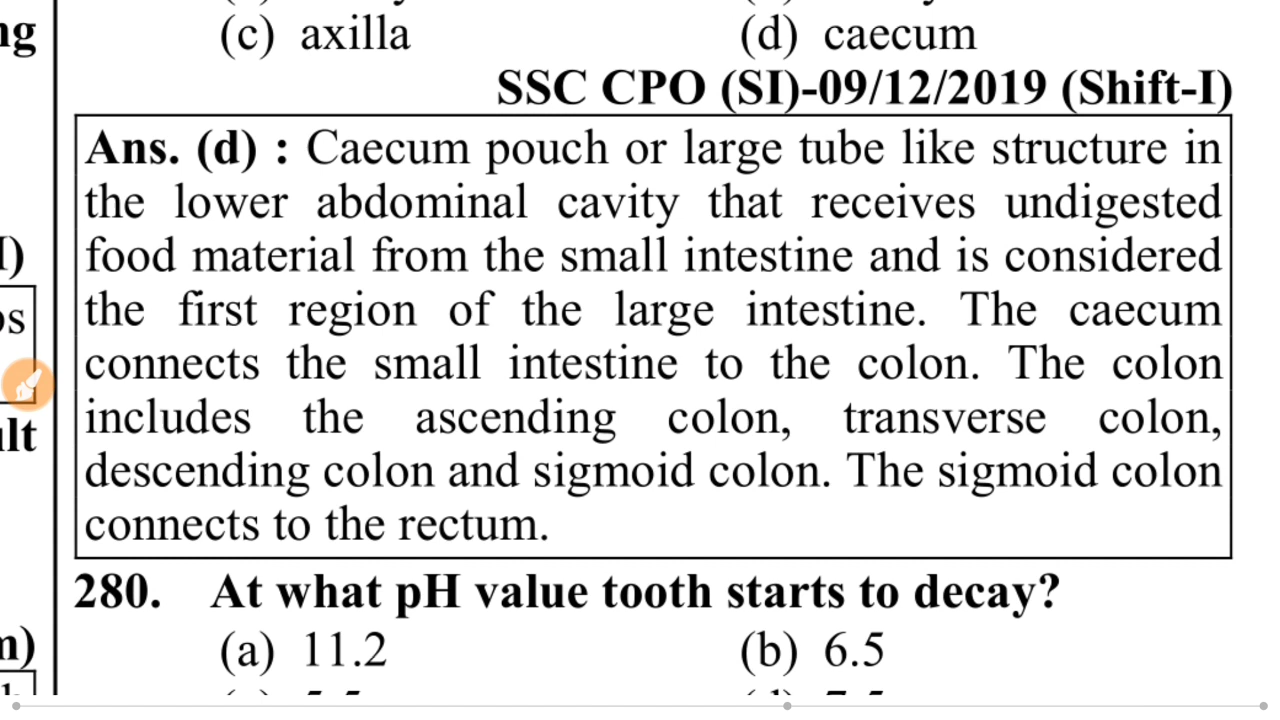 ng
(c) axilla (d) caecum
SSC CPO (SI)-09/12/2019 (Shift-I)
Ans. (d) : Caecum pouch or large tube like structure in
the lower abdominal cavity that receives undigested
food material from the small intestine and is considered
the first region of the large intestine. The caecum
connects the small intestine to the colon. The colon
includes the ascending colon, transverse colon,
descending colon and sigmoid colon. The sigmoid colon
connects to the rectum.
280. At what pH value tooth starts to decay?
(a) 11.2 (b) 6.5